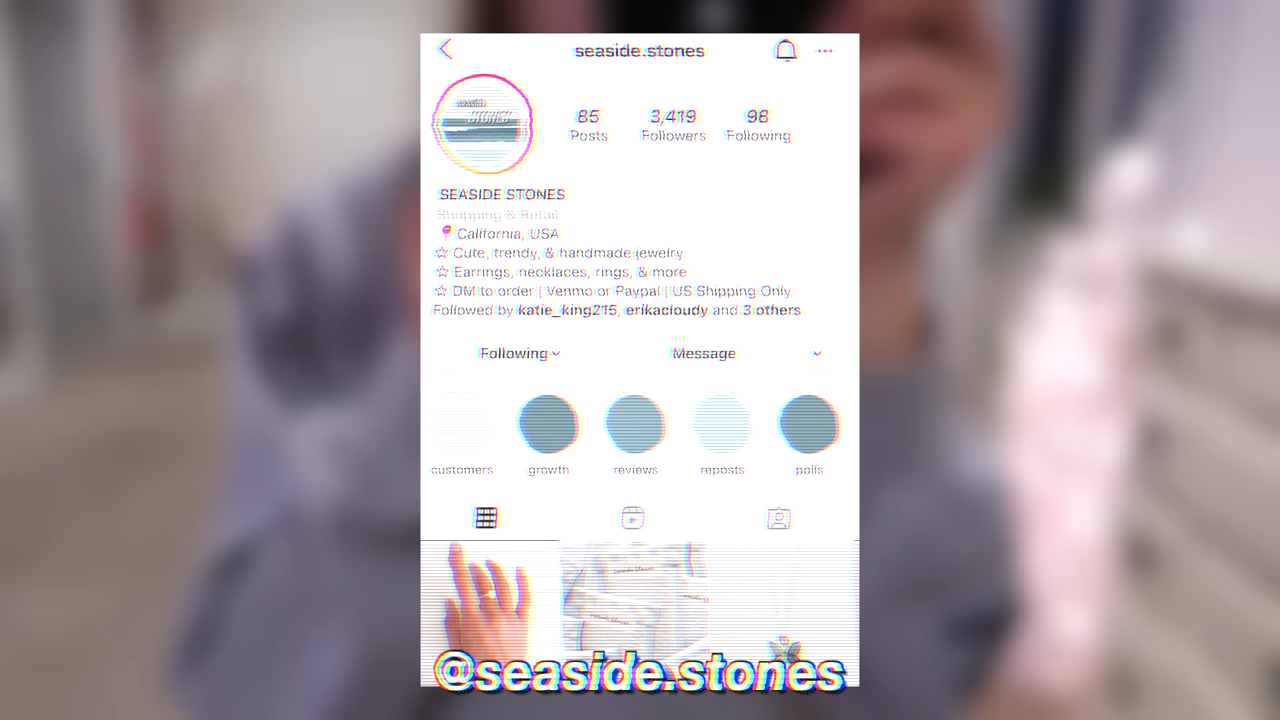 seaside.stones
seaside
STONES
85
3,419
98
Posts
Followers
Following
SEASIDE STONES
Shopping & Retail
California, USA
☆ Cute, trendy, & handmade jewelry
☆ Earrings, necklaces, rings, & more
☆ DM to order | Venmo or Paypal | US Shipping Only
Followed by katie_king215, erikacloudy and 3 others
Following
Message
customers
growth
reviews
reposts
polls
@seaside.stones